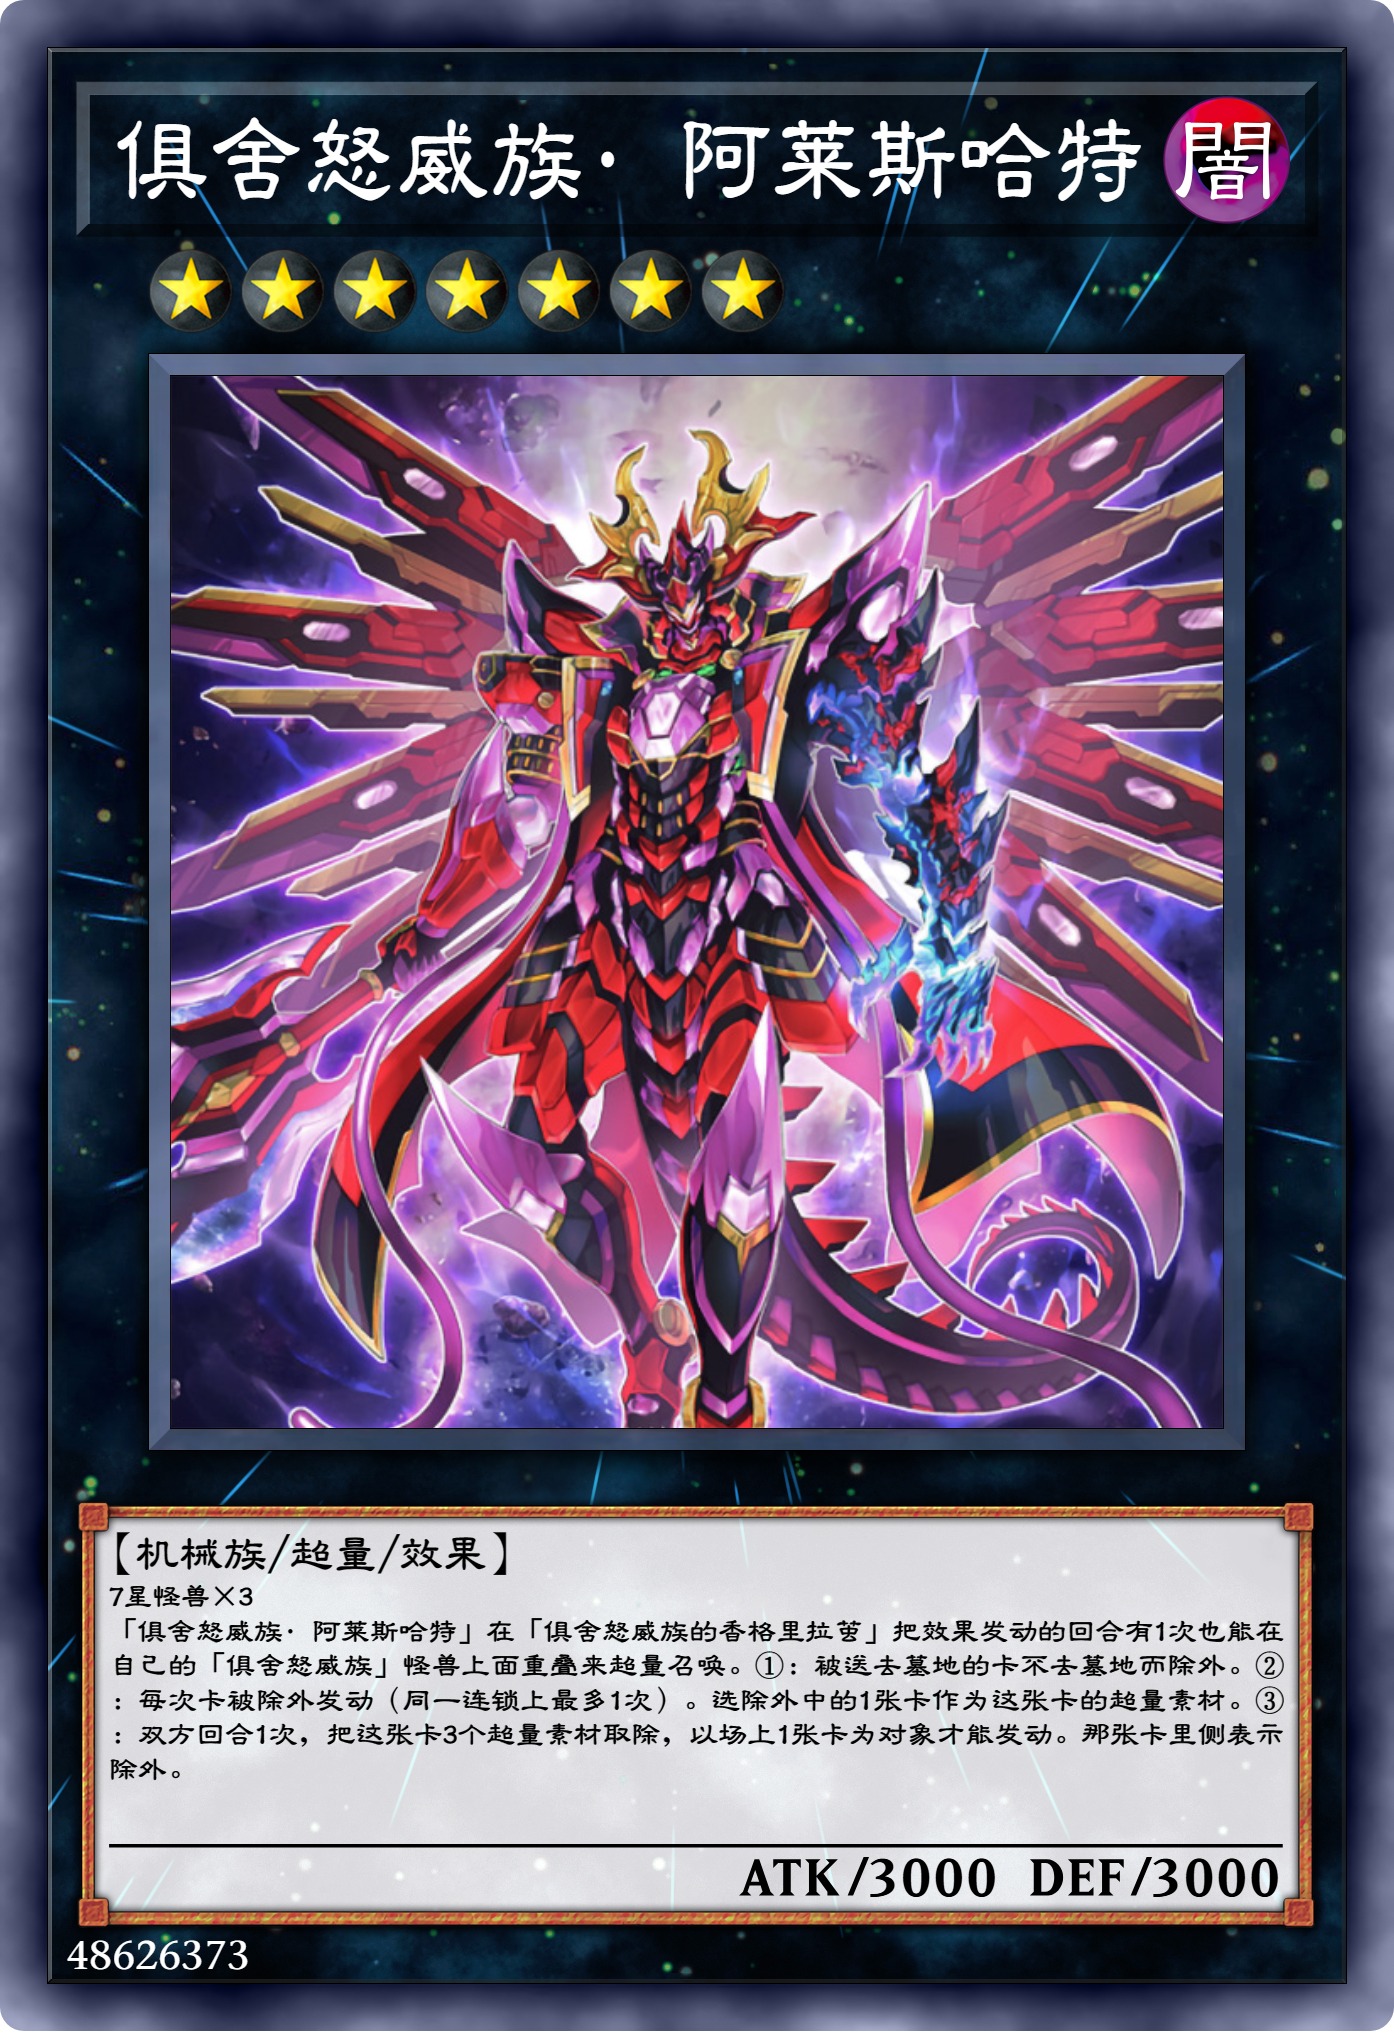 俱舍怒威族·阿莱斯哈特 闇
【机械族/超量/效果】
7星怪兽×3
「俱舍怒威族·阿莱斯哈特」在「俱舍怒威族的香格里拉茧」把效果发动的回合有1次也能在
自己的「俱舍怒威族」怪兽上面重叠来超量召唤。①：被送去墓地的卡不去墓地而除外。②
：每次卡被除外发动（同一连锁上最多1次）。选除外中的1张卡作为这张卡的超量素材。③
：双方回合1次，把这张卡3个超量素材取除，以场上1张卡为对象才能发动。那张卡里侧表示
除外。
ATK/3000 DEF/3000
48626373